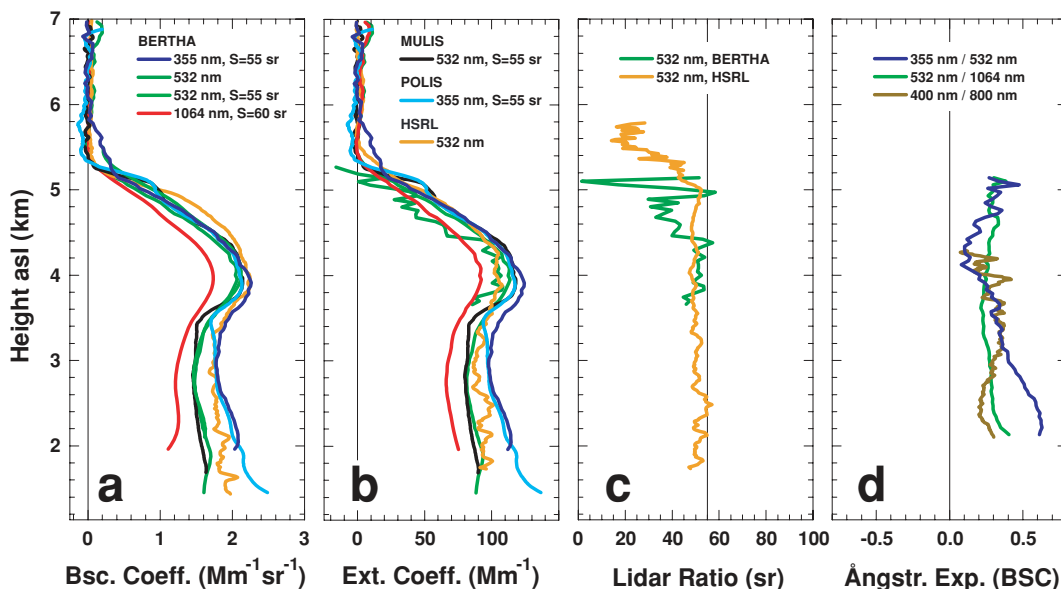 BERTHA
355 nm, S=55 sr
532 nm
532 nm, S=55 sr
1064 nm, S=60 sr
MULIS
532 nm, S=55 sr
POLIS
355 nm, S=55 sr
HSRL
532 nm
532 nm, BERTHA
532 nm, HSRL
355 nm / 532 nm
532 nm / 1064 nm
400 nm / 800 nm
7
6
5
4
3
2
Height asl (km)
a
b
c
d
0 1 2 3
0 50 100
0 20 40 60 80 100
-0.5 0.0 0.5
Bsc. Coeff. (Mm⁻¹sr⁻¹)
Ext. Coeff. (Mm⁻¹)
Lidar Ratio (sr)
Ångstr. Exp. (BSC)